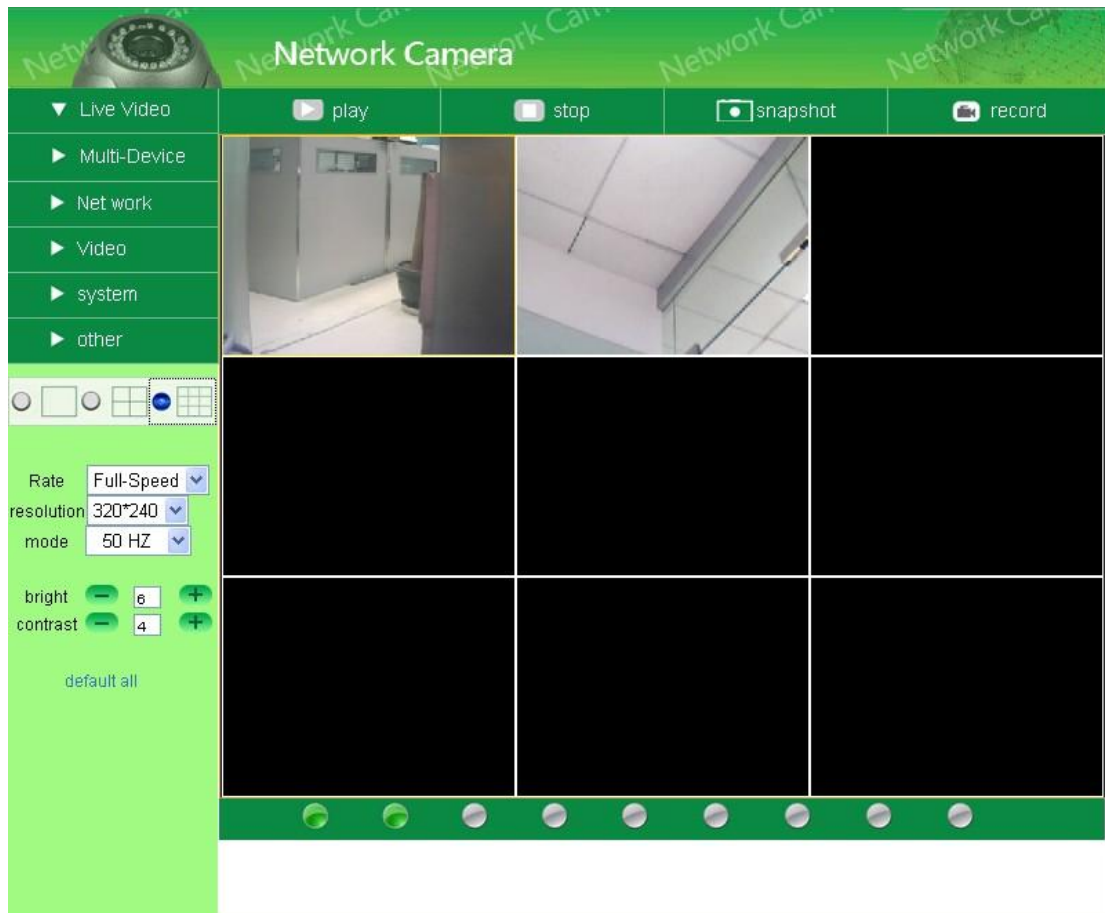 Network Camera
Live Video
play
stop
snapshot
record
Multi-Device
Net work
Video
system
other
Rate Full-Speed
resolution 320*240
mode 50 HZ
bright 6
contrast 4
default all